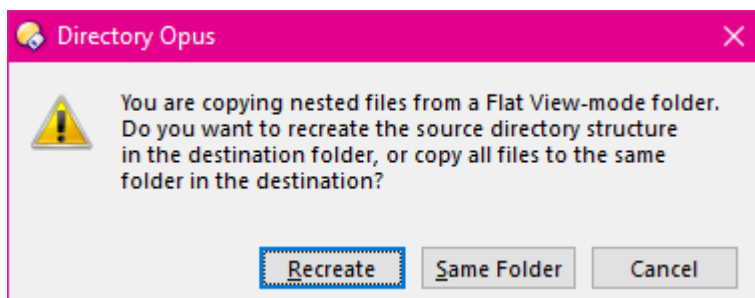 Directory Opus
You are copying nested files from a Flat View-mode folder.
Do you want to recreate the source directory structure
in the destination folder, or copy all files to the same
folder in the destination?
Recreate
Same Folder
Cancel